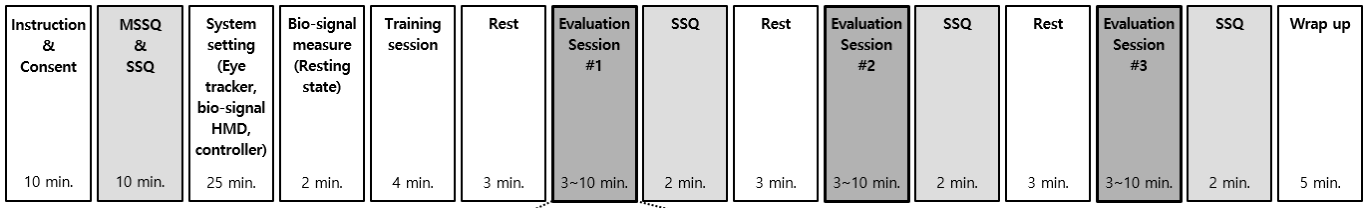 Instruction
&
Consent
10 min.
MSSQ
&
SSQ
10 min.
System
setting
(Eye
tracker,
bio-signal
HMD,
controller)
25 min.
Bio-signal
measure
(Resting
state)
2 min.
Training
session
4 min.
Rest
3 min.
Evaluation
Session
#1
3~10 min.
SSQ
2 min.
Rest
3 min.
Evaluation
Session
#2
3~10 min.
SSQ
2 min.
Rest
3 min.
Evaluation
Session
#3
3~10 min.
SSQ
2 min.
Wrap up
5 min.